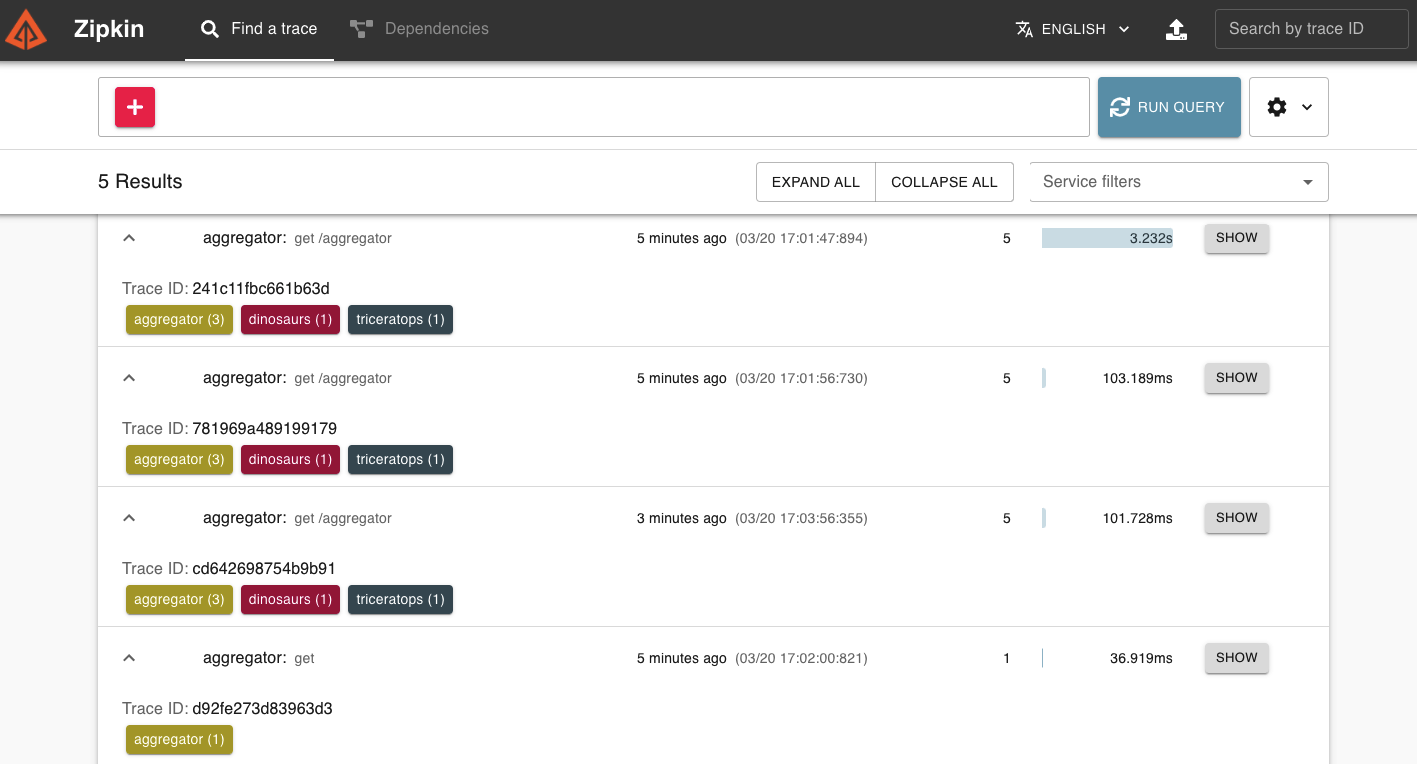 Zipkin Find a trace Dependencies ENGLISH Search by trace ID
RUN QUERY
5 Results EXPAND ALL COLLAPSE ALL Service filters
aggregator: get /aggregator 5 minutes ago (03/20 17:01:47:894) 5 3.232s SHOW
Trace ID: 241c11fbc661b63d
aggregator (3) dinosaurs (1) triceratops (1)
aggregator: get /aggregator 5 minutes ago (03/20 17:01:56:730) 5 103.189ms SHOW
Trace ID: 781969a489199179
aggregator (3) dinosaurs (1) triceratops (1)
aggregator: get /aggregator 3 minutes ago (03/20 17:03:56:355) 5 101.728ms SHOW
Trace ID: cd642698754b9b91
aggregator (3) dinosaurs (1) triceratops (1)
aggregator: get 5 minutes ago (03/20 17:02:00:821) 1 36.919ms SHOW
Trace ID: d92fe273d83963d3
aggregator (1)